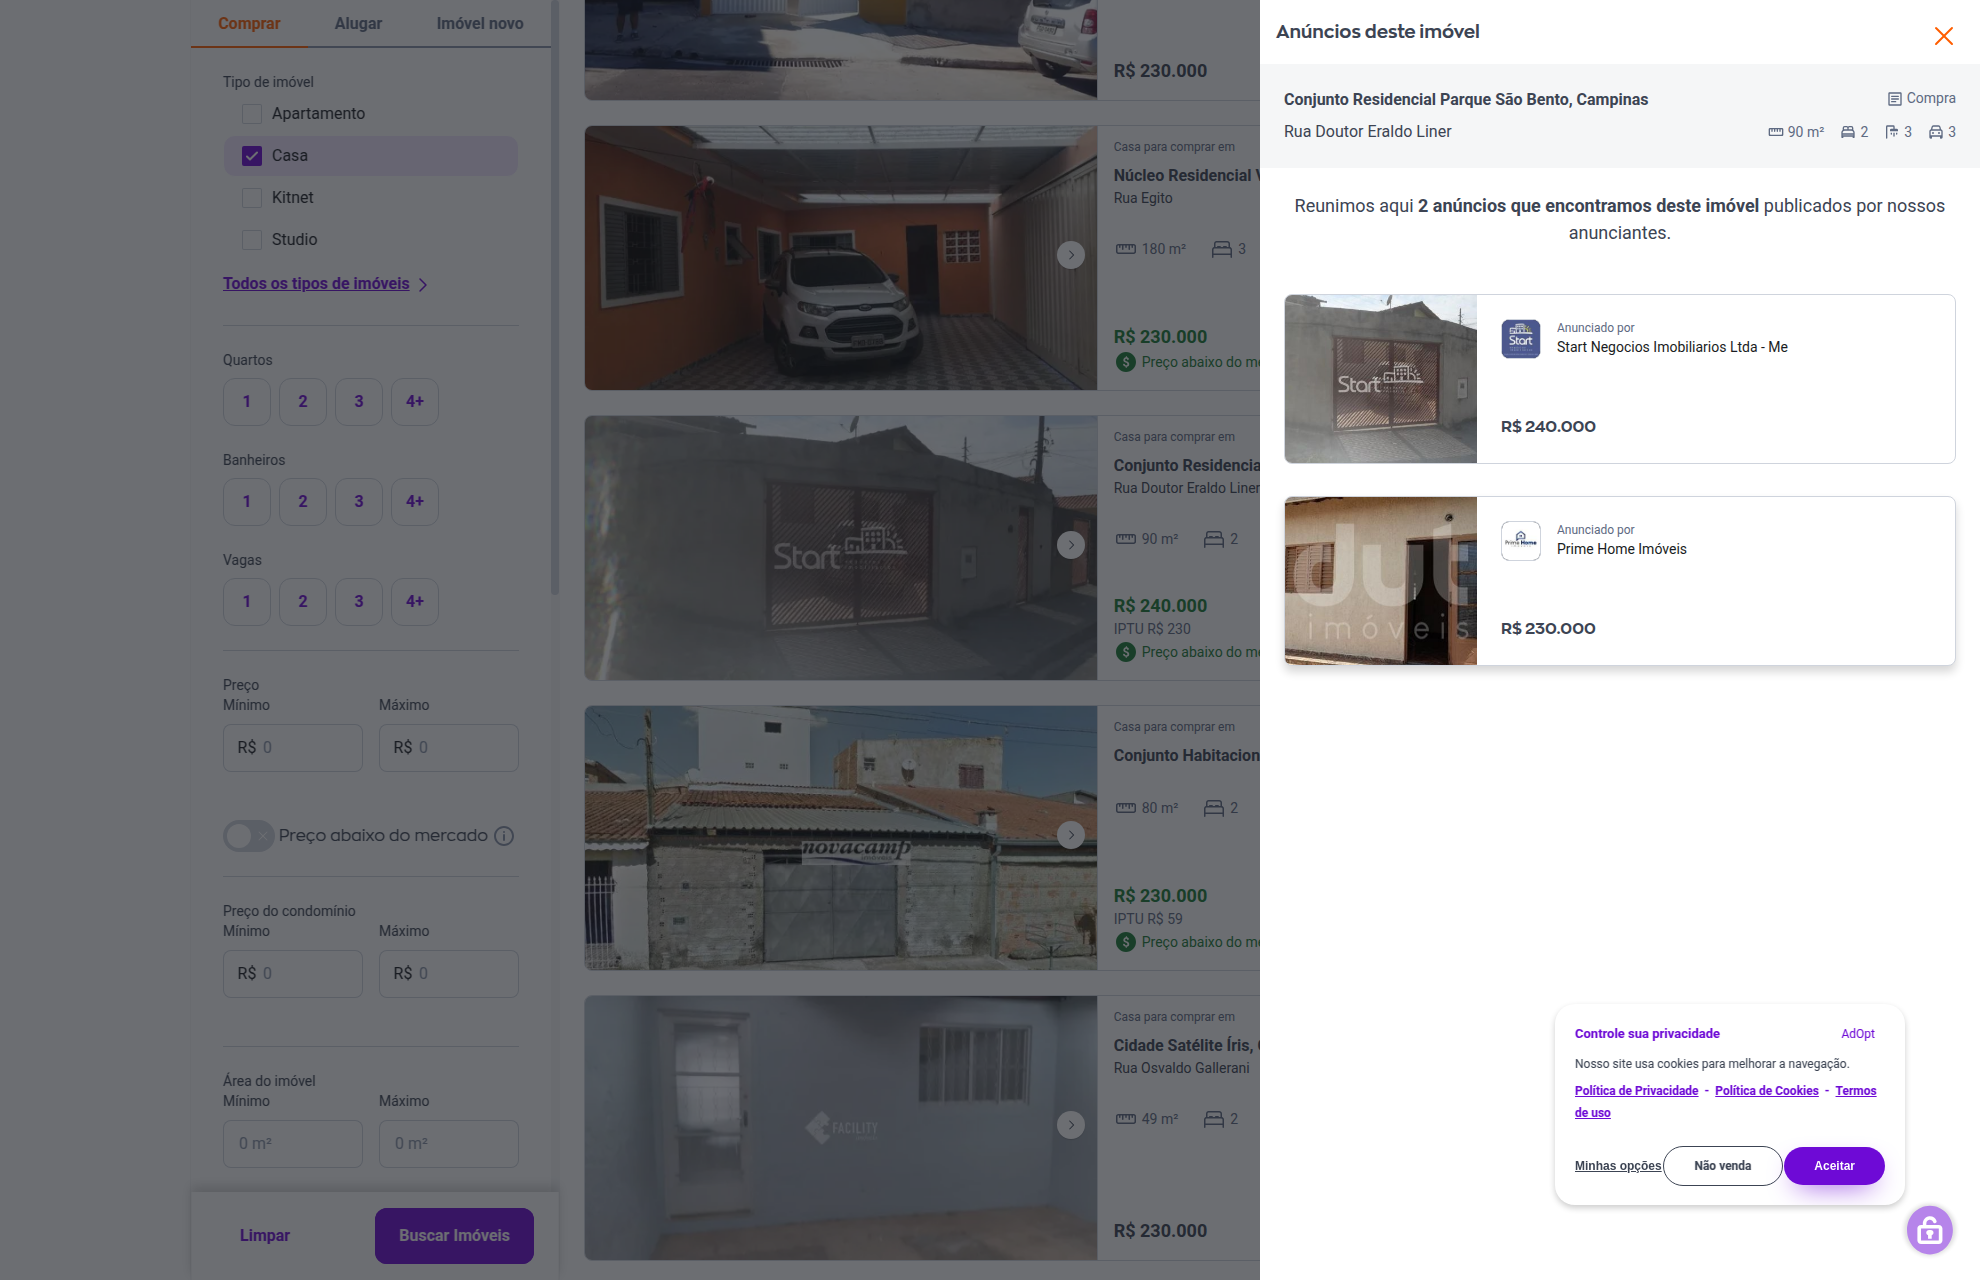 Comprar
Alugar
Imóvel novo
Tipo de imóvel
Apartamento
Casa
Kitnet
Studio
Todos os tipos de imóveis
Quartos
1 2 3 4+
Banheiros
1 2 3 4+
Vagas
1 2 3 4+
Preço
Mínimo Máximo
R$ 0 R$ 0
Preço abaixo do mercado
Preço do condomínio
Mínimo Máximo
R$ 0 R$ 0
Área do imóvel
Mínimo Máximo
0 m² 0 m²
Limpar
Buscar Imóveis
R$ 230.000
Casa para comprar em
Núcleo Residencial
Rua Egito
180 m² 3
R$ 230.000
Preço abaixo do
Start
Casa para comprar em
Conjunto Residencia
Rua Doutor Eraldo Liner
90 m² 2
R$ 240.000
IPTU R$ 230
Preço abaixo do
novacamp
Casa para comprar em
Conjunto Habitacion
80 m² 2
R$ 230.000
IPTU R$ 59
Preço abaixo do
FACILITY
Casa para comprar em
Cidade Satélite Íris,
Rua Osvaldo Gallerani
49 m² 2
R$ 230.000
Anúncios deste imóvel
Conjunto Residencial Parque São Bento, Campinas
Compra
Rua Doutor Eraldo Liner
90 m² 2 3 3
Reunimos aqui 2 anúncios que encontramos deste imóvel publicados por nossos
anunciantes.
Start
Start
Anunciado por
Start Negocios Imobiliarios Ltda - Me
R$ 240.000
dut
imóveis
Prime Home
Anunciado por
Prime Home Imóveis
R$ 230.000
Controle sua privacidade
AdOpt
Nosso site usa cookies para melhorar a navegação.
Política de Privacidade - Política de Cookies - Termos
de uso
Minhas opções
Não venda
Aceitar